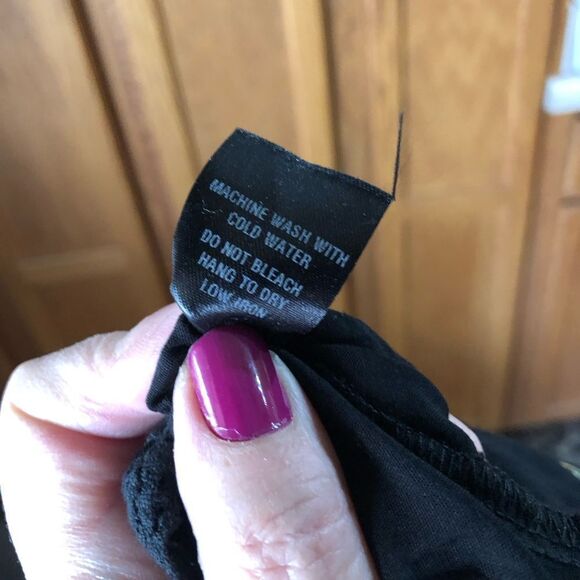 MACHINE WASH WITH
COLD WATER
DO NOT BLEACH
HANG TO DRY
LOW IRON